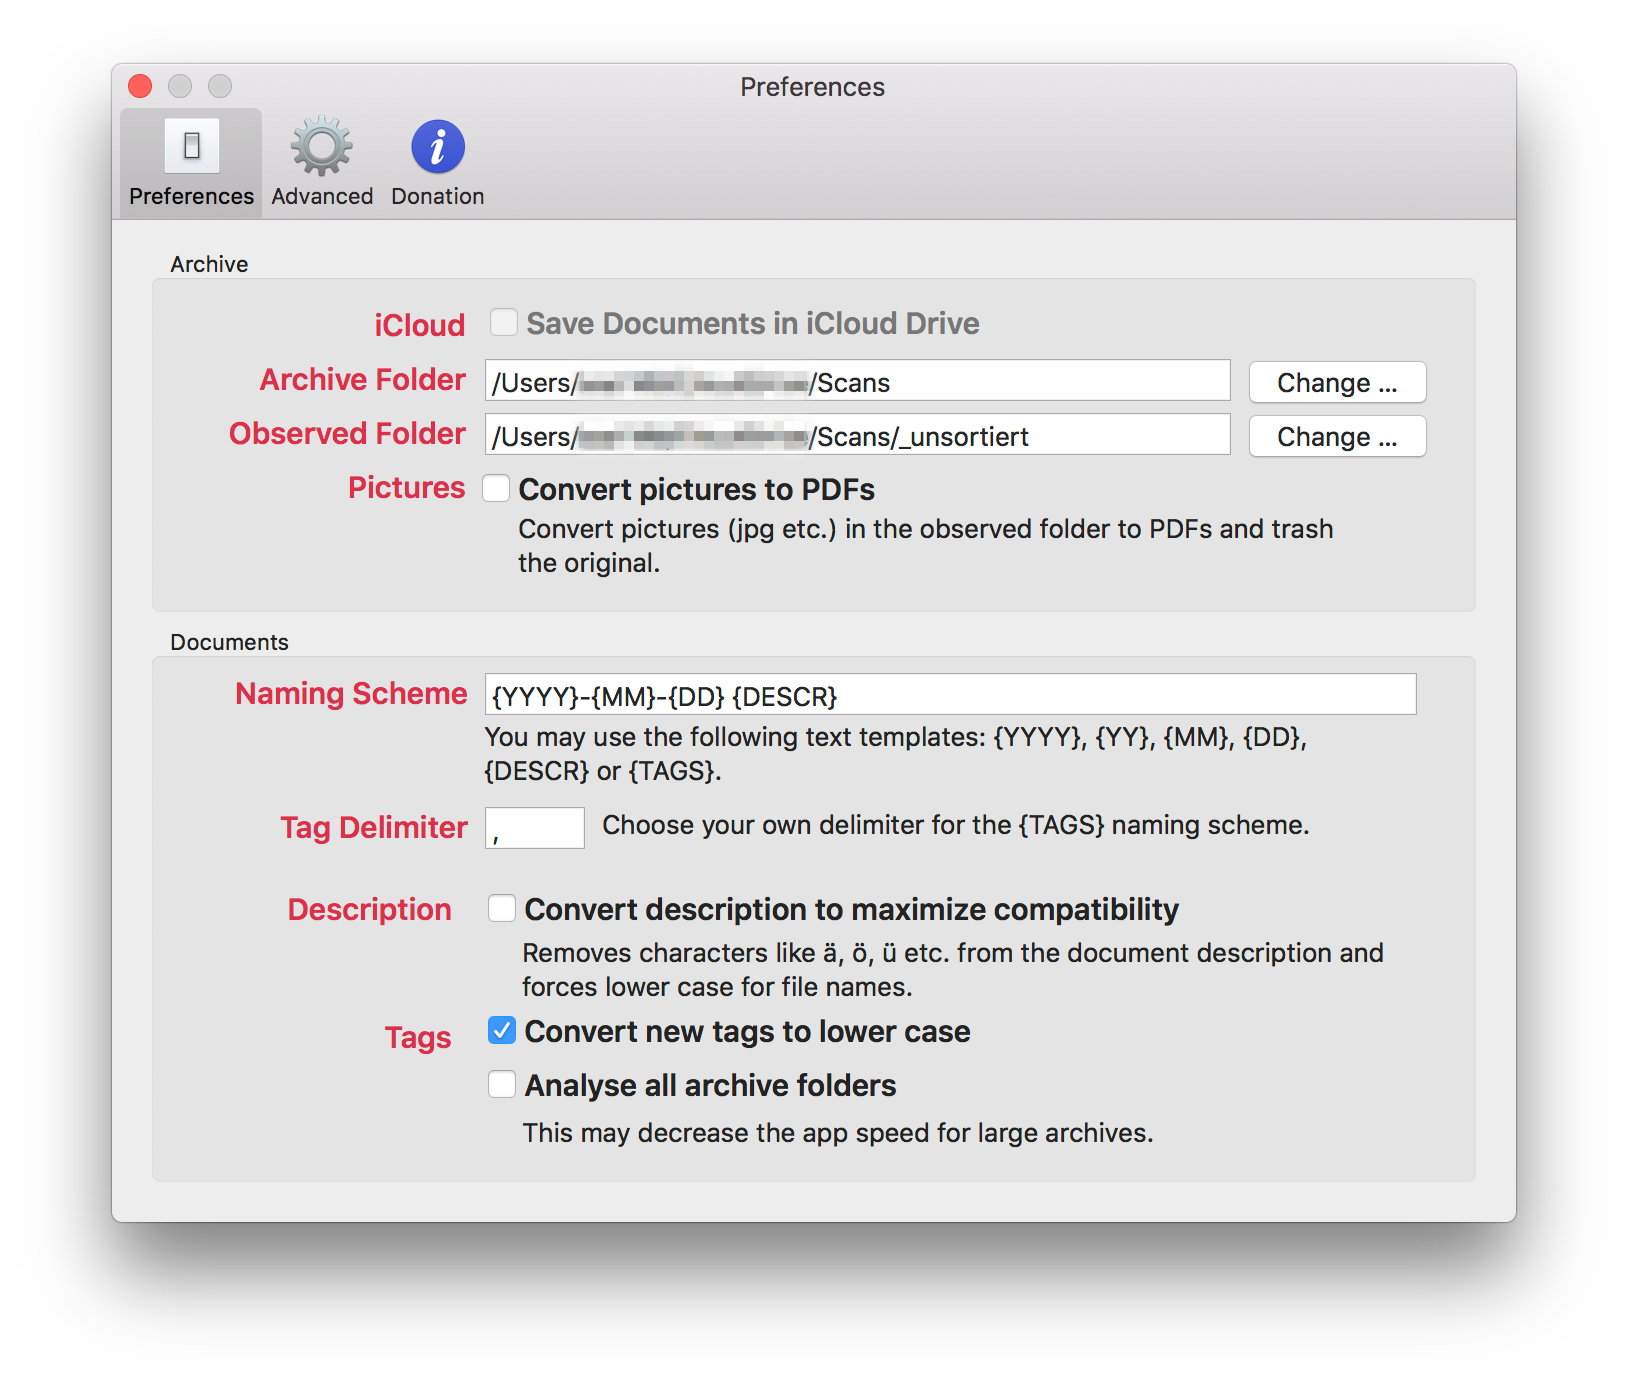 Preferences
Preferences Advanced Donation
Archive
iCloud Save Documents in iCloud Drive
Archive Folder /Users/ /Scans Change ...
Observed Folder /Users/ /Scans/_unsortiert Change ...
Pictures Convert pictures to PDFs
Convert pictures (jpg etc.) in the observed folder to PDFs and trash
the original.
Documents
Naming Scheme {YYYY}-{MM}-{DD} {DESCR}
You may use the following text templates: {YYYY}, {YY}, {MM}, {DD},
{DESCR} or {TAGS}.
Tag Delimiter , Choose your own delimiter for the {TAGS} naming scheme.
Description Convert description to maximize compatibility
Removes characters like ä, ö, ü etc. from the document description and
forces lower case for file names.
Tags Convert new tags to lower case
Analyse all archive folders
This may decrease the app speed for large archives.